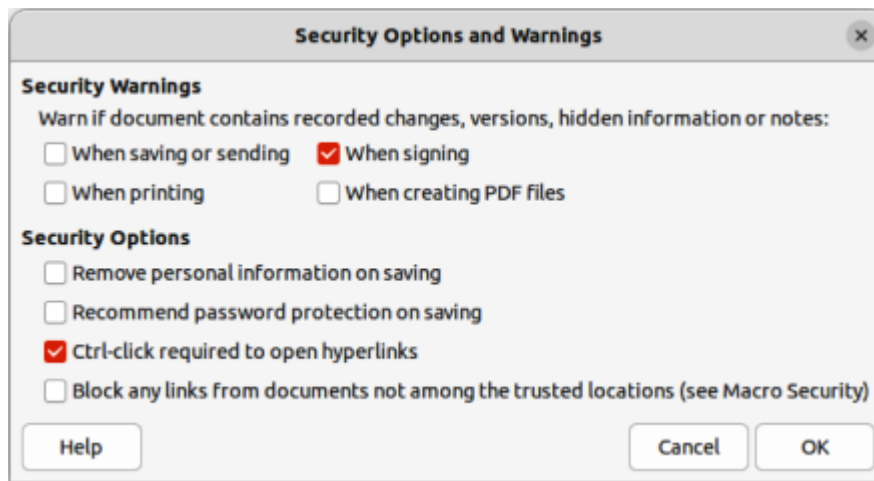 Security Options and Warnings
Security Warnings
Warn if document contains recorded changes, versions, hidden information or notes:
When saving or sending When signing
When printing When creating PDF files
Security Options
Remove personal information on saving
Recommend password protection on saving
Ctrl-click required to open hyperlinks
Block any links from documents not among the trusted locations (see Macro Security)
Help Cancel OK